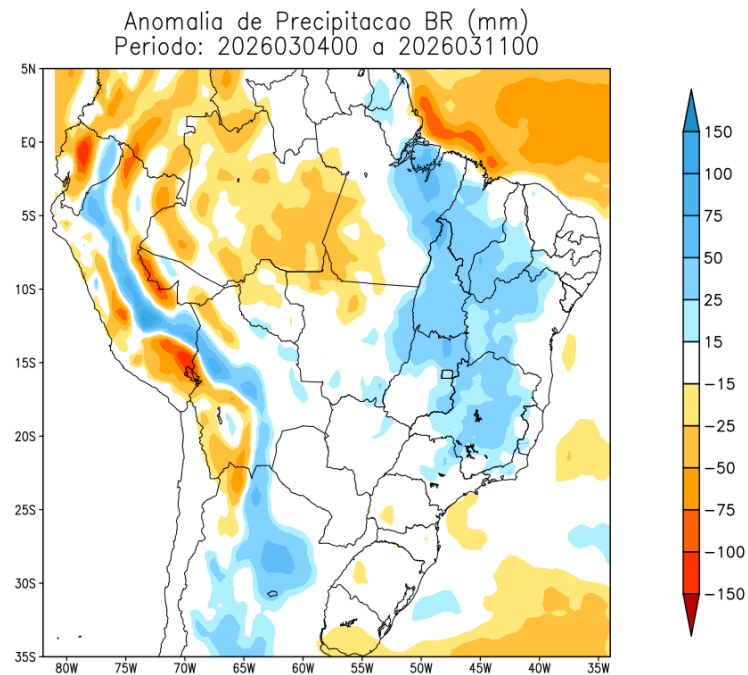 Anomalia de Precipitacao BR (mm)
Periodo: 2026030400 a 2026031100
5N
EQ
5S
10S
15S
20S
25S
30S
35S
80W 75W 70W 65W 60W 55W 50W 45W 40W 35W
150
100
75
50
25
15
−15
−25
−50
−75
−100
−150